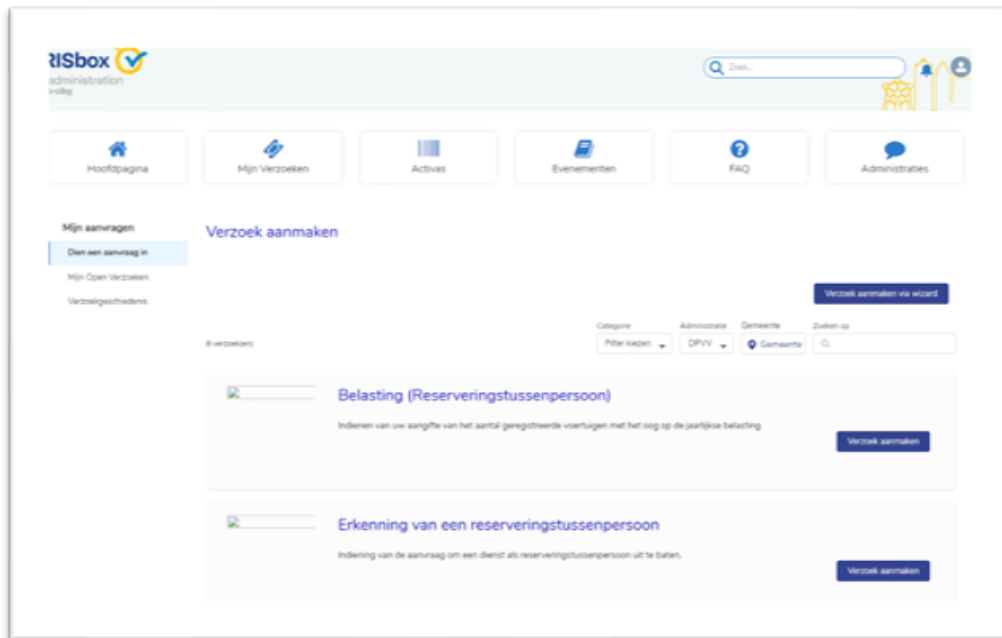 RISbox
administration
Zoek...
Hoofdpagina
Mijn Verzoeken
Activas
Evenementen
FAQ
Administraties
Mijn aanvragen
Dien een aanvraag in
Mijn Open Verzoeken
Verzoekgeschiedenis
Verzoek aanmaken
Verzoek aanmaken via wizard
8 verzoek(en)
Categorie
Administratie
Gemeente
Zoeken op
Filter kiezen
DPVV
Gemeente
Belasting (Reserveringstussenpersoon)
Indienen van uw aangifte van het aantal geregistreerde voertuigen met het oog op de jaarlijkse belasting
Verzoek aanmaken
Erkenning van een reserveringstussenpersoon
Indiening van de aanvraag om een dienst als reserveringstussenpersoon uit te baten.
Verzoek aanmaken